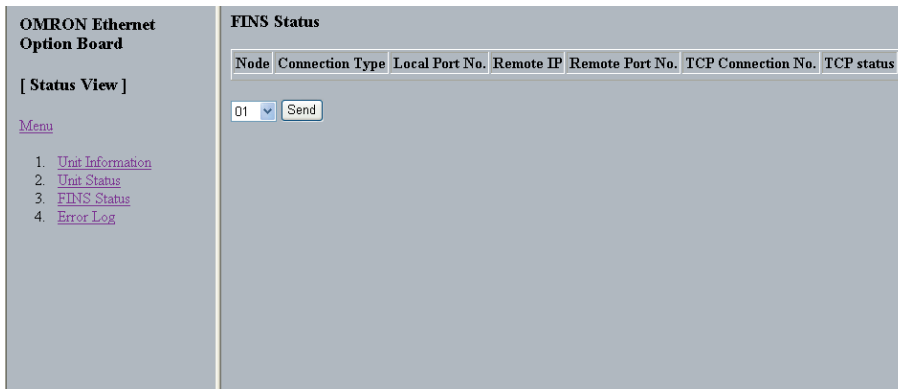 OMRON Ethernet
Option Board
[ Status View ]
Menu
1. Unit Information
2. Unit Status
3. FINS Status
4. Error Log
FINS Status
Node Connection Type Local Port No. Remote IP Remote Port No. TCP Connection No. TCP status
01 Send